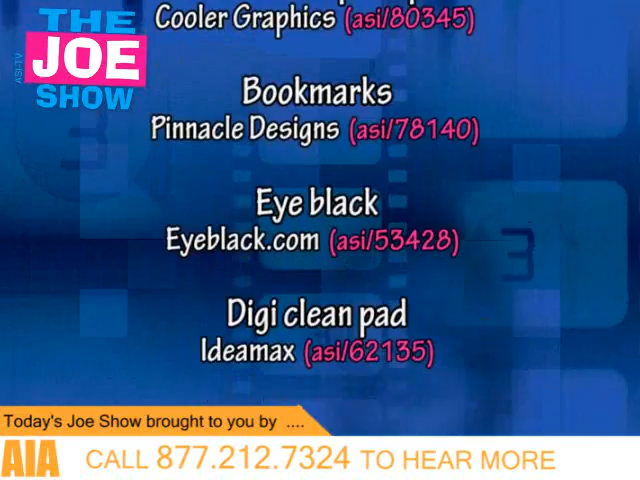 THE
JOE
SHOW
ASI-TV
Cooler Graphics (asi/80345)
Bookmarks
Pinnacle Designs (asi/78140)
Eye black
Eyeblack.com (asi/53428)
Digi clean pad
Ideamax (asi/62135)
Today's Joe Show brought to you by ....
AIA CALL 877.212.7324 TO HEAR MORE